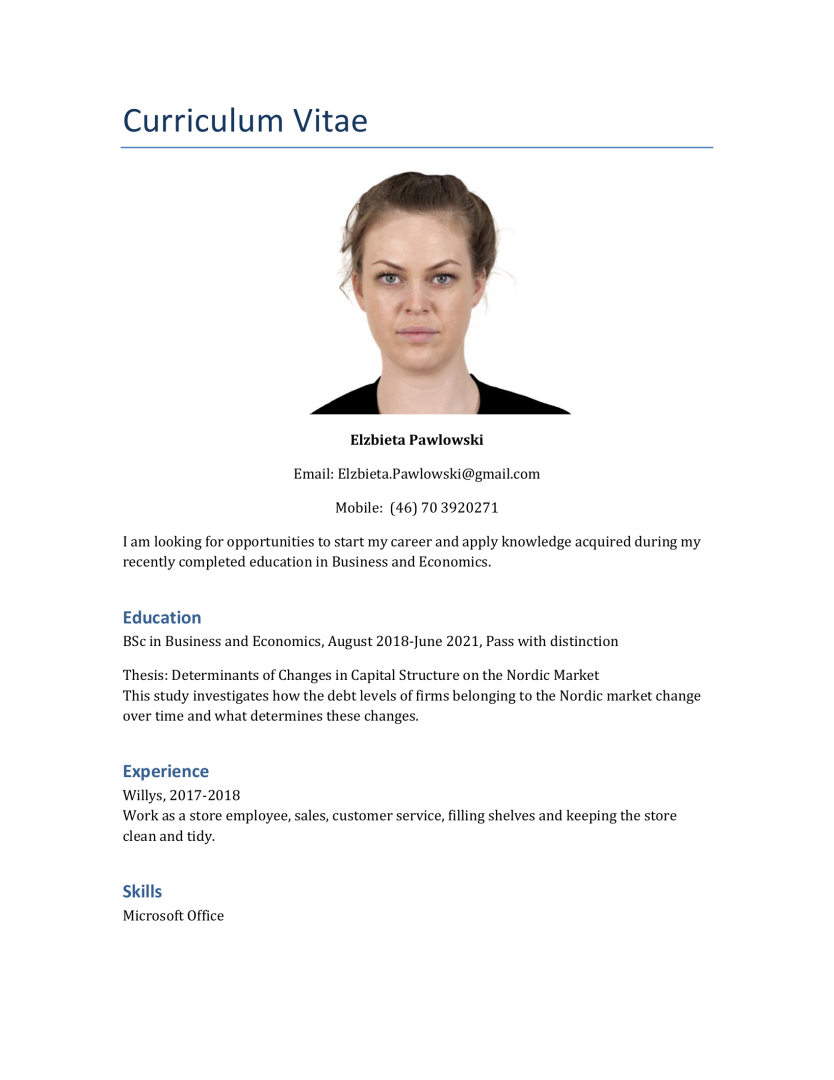 Curriculum Vitae
Elzbieta Pawlowski
Email: Elzbieta.Pawlowski@gmail.com
Mobile:  (46) 70 3920271
I am looking for opportunities to start my career and apply knowledge acquired during my
recently completed education in Business and Economics.
Education
BSc in Business and Economics, August 2018-June 2021, Pass with distinction
Thesis: Determinants of Changes in Capital Structure on the Nordic Market
This study investigates how the debt levels of firms belonging to the Nordic market change
over time and what determines these changes.
Experience
Willys, 2017-2018
Work as a store employee, sales, customer service, filling shelves and keeping the store
clean and tidy.
Skills
Microsoft Office